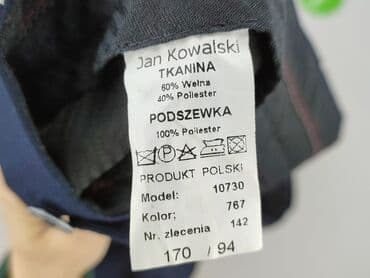 Jan Kowalski
TKANINA
60% Wełna
40% Poliester
PODSZEWKA
100% Poliester
P A
PRODUKT POLSKI
Model: 10730
Kolor; 767
Nr. zlecenia 142
170 / 94